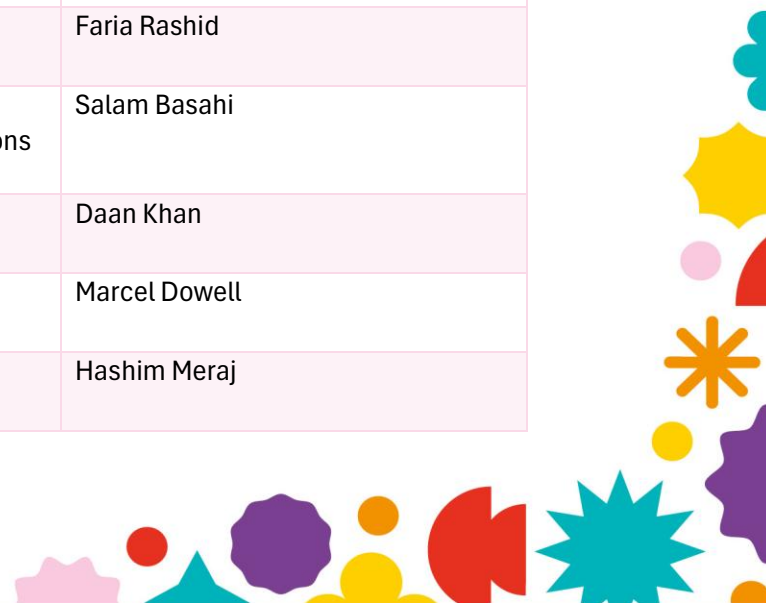 Faria Rashid
Salam Basahi
ons
Daan Khan
Marcel Dowell
Hashim Meraj